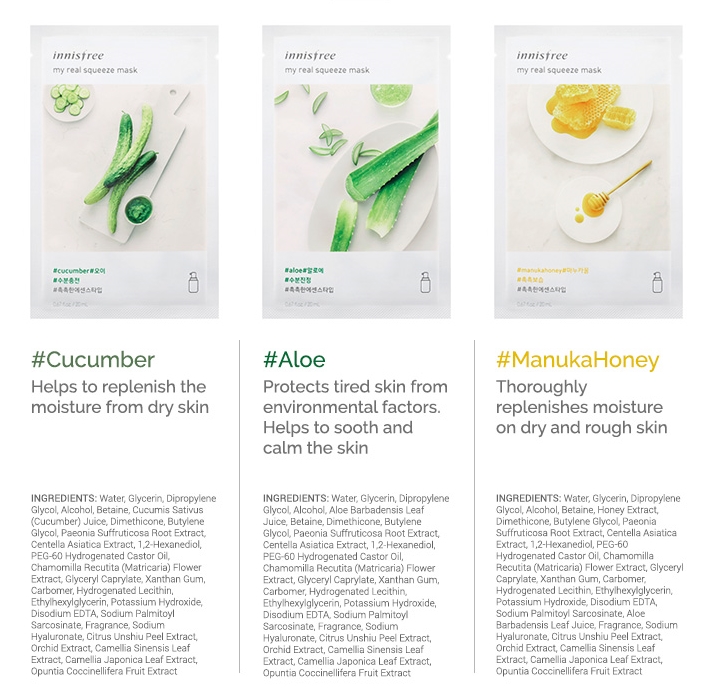 innisfree
my real squeeze mask
#cucumber#오이
#수분충전
#촉촉한에센스타입
innisfree
my real squeeze mask
#aloe#알로에
#수분진정
#촉촉한에센스타입
innisfree
my real squeeze mask
#manukahoney#마누카꿀
#촉촉보습
#촉촉한에센스타입
#Cucumber
Helps to replenish the
moisture from dry skin
INGREDIENTS: Water, Glycerin, Dipropylene
Glycol, Alcohol, Betaine, Cucumis Sativus
(Cucumber) Juice, Dimethicone, Butylene
Glycol, Paeonia Suffruticosa Root Extract,
Centella Asiatica Extract, 1,2-Hexanediol,
PEG-60 Hydrogenated Castor Oil,
Chamomilla Recutita (Matricaria) Flower
Extract, Glyceryl Caprylate, Xanthan Gum,
Carbomer, Hydrogenated Lecithin,
Ethylhexylglycerin, Potassium Hydroxide,
Disodium EDTA, Sodium Palmitoyl
Sarcosinate, Fragrance, Sodium
Hyaluronate, Citrus Unshiu Peel Extract,
Orchid Extract, Camellia Sinensis Leaf
Extract, Camellia Japonica Leaf Extract,
Opuntia Coccinellifera Fruit Extract
#Aloe
Protects tired skin from
environmental factors.
Helps to sooth and
calm the skin
INGREDIENTS: Water, Glycerin, Dipropylene
Glycol, Alcohol, Aloe Barbadensis Leaf
Juice, Betaine, Dimethicone, Butylene
Glycol, Paeonia Suffruticosa Root Extract,
Centella Asiatica Extract, 1,2-Hexanediol,
PEG-60 Hydrogenated Castor Oil,
Chamomilla Recutita (Matricaria) Flower
Extract, Glyceryl Caprylate, Xanthan Gum,
Carbomer, Hydrogenated Lecithin,
Ethylhexylglycerin, Potassium Hydroxide,
Disodium EDTA, Sodium Palmitoyl
Sarcosinate, Fragrance, Sodium
Hyaluronate, Citrus Unshiu Peel Extract,
Orchid Extract, Camellia Sinensis Leaf
Extract, Camellia Japonica Leaf Extract,
Opuntia Coccinellifera Fruit Extract
#ManukaHoney
Thoroughly
replenishes moisture
on dry and rough skin
INGREDIENTS: Water, Glycerin, Dipropylene
Glycol, Alcohol, Betaine, Honey Extract,
Dimethicone, Butylene Glycol, Paeonia
Suffruticosa Root Extract, Centella Asiatica
Extract, 1,2-Hexanediol, PEG-60
Hydrogenated Castor Oil, Chamomilla
Recutita (Matricaria) Flower Extract, Glyceryl
Caprylate, Xanthan Gum, Carbomer,
Hydrogenated Lecithin, Ethylhexylglycerin,
Potassium Hydroxide, Disodium EDTA,
Sodium Palmitoyl Sarcosinate, Aloe
Barbadensis Leaf Juice, Fragrance, Sodium
Hyaluronate, Citrus Unshiu Peel Extract,
Orchid Extract, Camellia Sinensis Leaf
Extract, Camellia Japonica Leaf Extract,
Opuntia Coccinellifera Fruit Extract